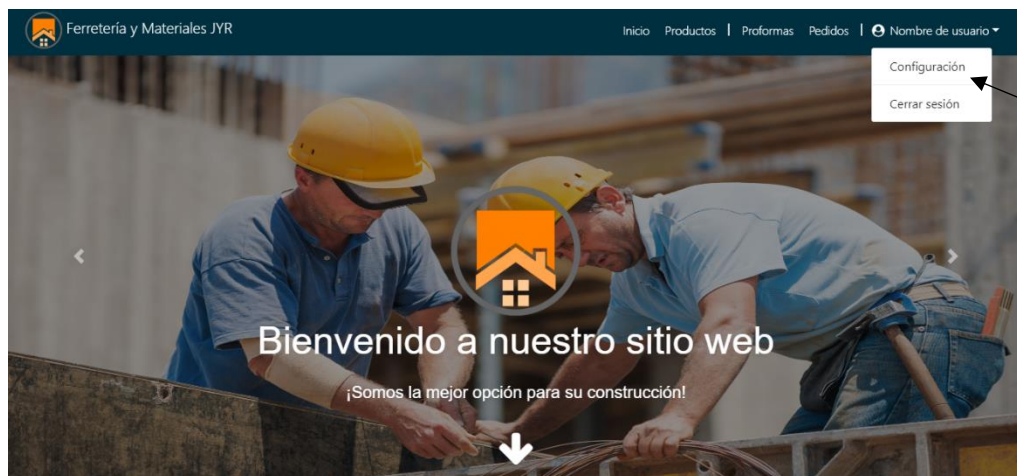 Ferretería y Materiales JYR
Inicio Productos | Proformas Pedidos | Nombre de usuario
Configuración
Cerrar sesión
Bienvenido a nuestro sitio web
¡Somos la mejor opción para su construcción!